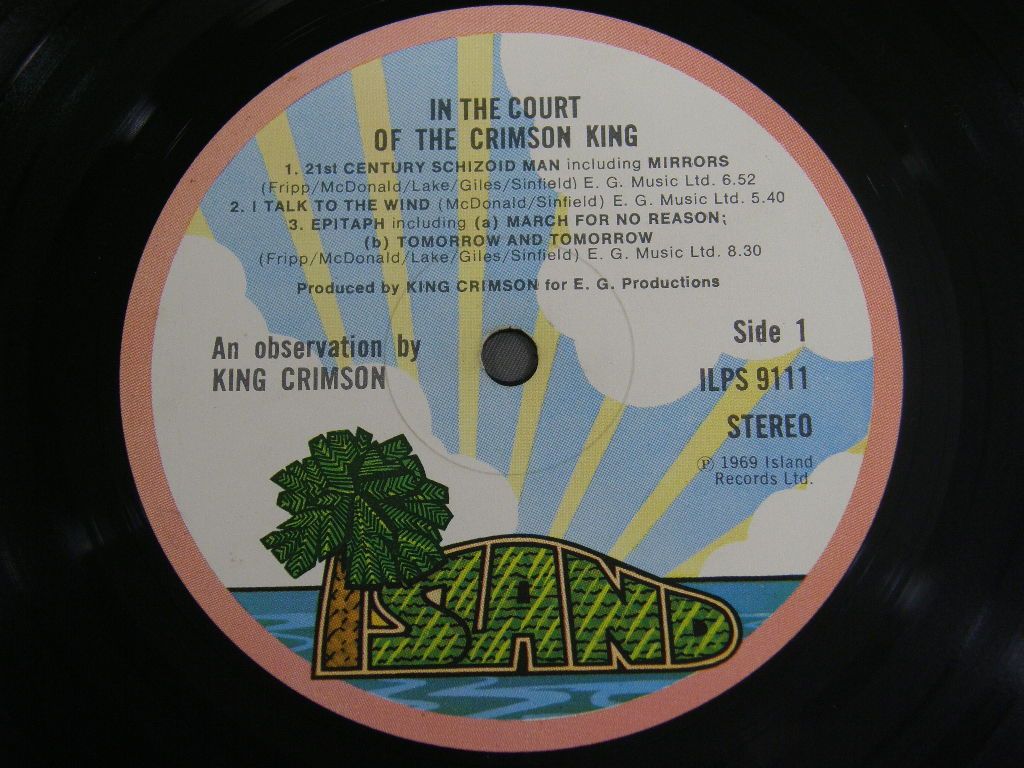 IN THE COURT
OF THE CRIMSON KING
1. 21st CENTURY SCHIZOID MAN including MIRRORS
(Fripp/McDonald/Lake/Giles/Sinfield) E. G. Music Ltd. 6.52
2. I TALK TO THE WIND (McDonald/Sinfield) E. G. Music Ltd. 5.40
3. EPITAPH including (a) MARCH FOR NO REASON;
(b) TOMORROW AND TOMORROW
(Fripp/McDonald/Lake/Giles/Sinfield) E. G. Music Ltd. 8.30
Produced by KING CRIMSON for E. G. Productions
An observation by
KING CRIMSON
Side 1
ILPS 9111
STEREO
℗ 1969 Island
Records Ltd.
ISLAND